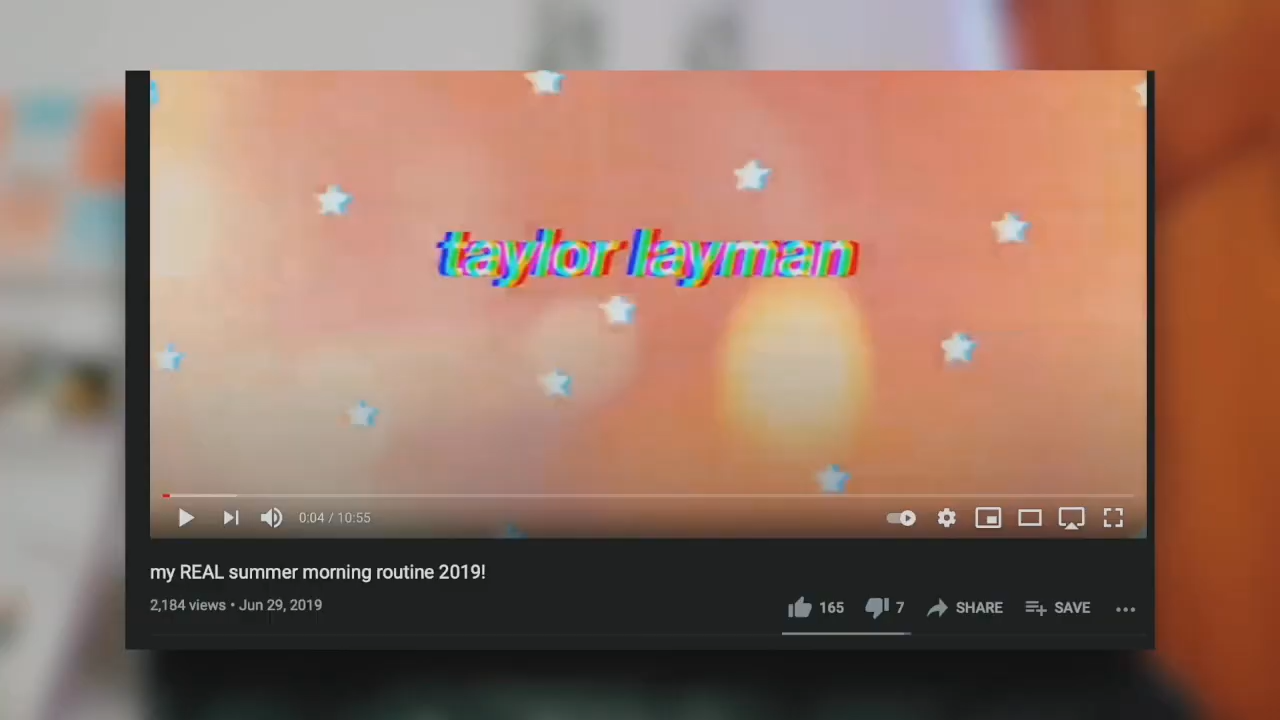 taylor layman
0:04 / 10:55
my REAL summer morning routine 2019!
2,184 views • Jun 29, 2019
165
7
SHARE
SAVE